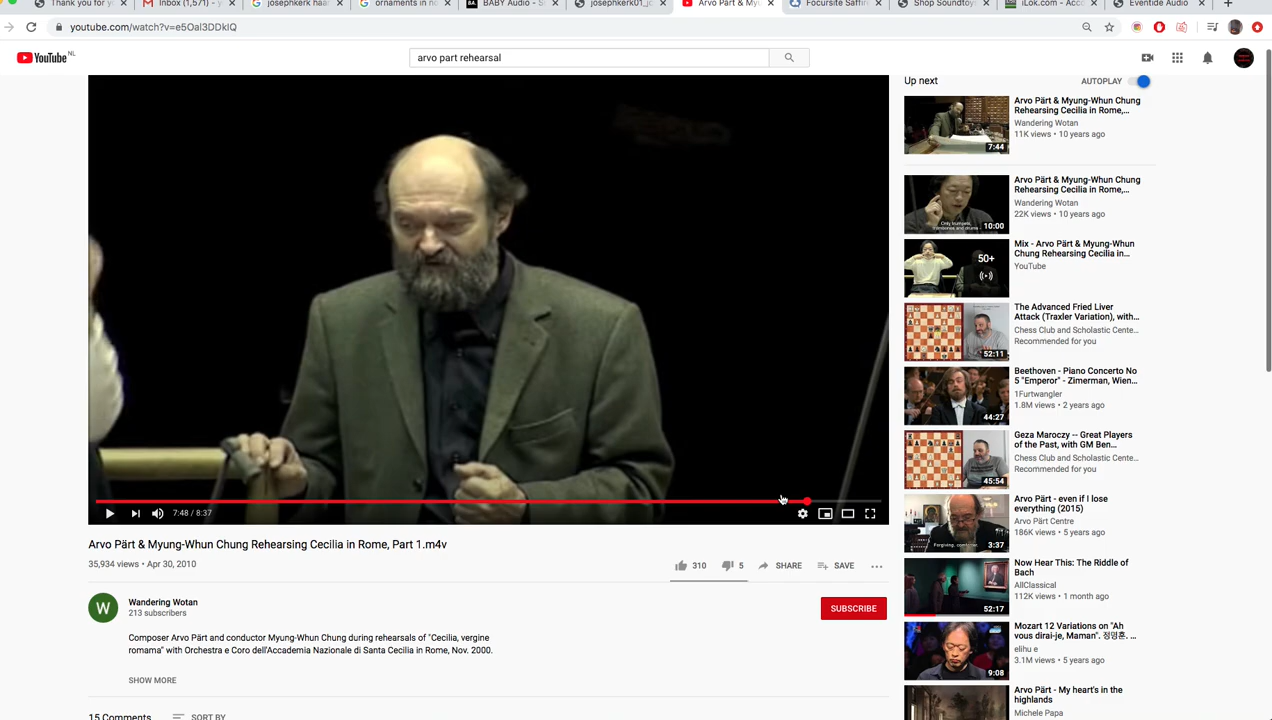 Thank you for y
Inbox (1,571) - y
josephkerk haa
ornaments in no
BABY Audio - S
josephkerk01_jc
Arvo Pärt & My
Focursite Saffir
Shop Soundtoy
iLok.com - Acc
Eventide Audio
youtube.com/watch?v=e5Oal3DDkIQ
YouTube NL
arvo part rehearsal
Up next
AUTOPLAY
Arvo Pärt & Myung-Whun Chung
Rehearsing Cecilia in Rome,...
Wandering Wotan
11K views • 10 years ago
7:44
Arvo Pärt & Myung-Whun Chung
Rehearsing Cecilia in Rome,...
Wandering Wotan
22K views • 10 years ago
Only trumpets,
trombones and drums
10:00
Mix - Arvo Pärt & Myung-Whun
Chung Rehearsing Cecilia in...
YouTube
50+
The Advanced Fried Liver
Attack (Traxler Variation), with...
Chess Club and Scholastic Cente...
Recommended for you
52:11
Beethoven - Piano Concerto No
5 "Emperor" - Zimerman, Wien...
1Furtwangler
1.8M views • 2 years ago
44:27
Geza Maroczy -- Great Players
of the Past, with GM Ben...
Chess Club and Scholastic Cente...
Recommended for you
45:54
Arvo Pärt - even if I lose
everything (2015)
Arvo Pärt Centre
186K views • 5 years ago
3:37
Now Hear This: The Riddle of
Bach
AllClassical
112K views • 1 month ago
52:17
Mozart 12 Variations on "Ah
vous dirai-je, Maman". 정명훈. ...
elihu e
3.1M views • 5 years ago
9:08
Arvo Pärt - My heart's in the
highlands
Michele Papa
7:48 / 8:37
Arvo Pärt & Myung-Whun Chung Rehearsing Cecilia in Rome, Part 1.m4v
35,934 views • Apr 30, 2010
310
5
SHARE
SAVE
W
Wandering Wotan
213 subscribers
SUBSCRIBE
Composer Arvo Pärt and conductor Myung-Whun Chung during rehearsals of "Cecilia, vergine
romama" with Orchestra e Coro dell'Accademia Nazionale di Santa Cecilia in Rome, Nov. 2000.
SHOW MORE
15 Comments
SORT BY